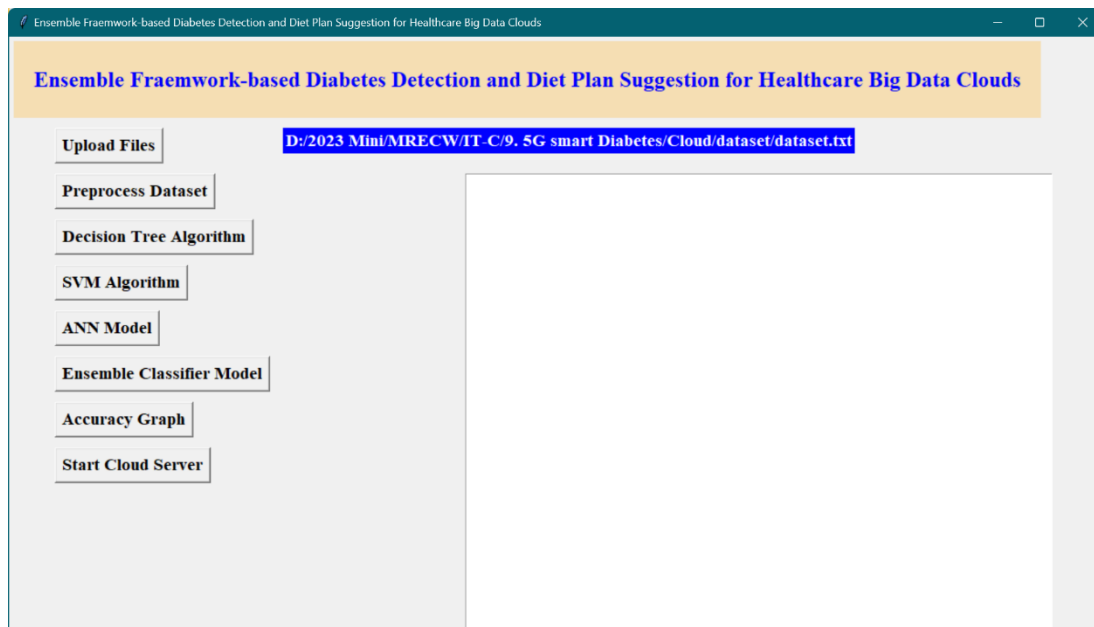 Ensemble Fraemwork-based Diabetes Detection and Diet Plan Suggestion for Healthcare Big Data Clouds
Ensemble Fraemwork-based Diabetes Detection and Diet Plan Suggestion for Healthcare Big Data Clouds
Upload Files
D:/2023 Mini/MRECW/IT-C/9. 5G smart Diabetes/Cloud/dataset/dataset.txt
Preprocess Dataset
Decision Tree Algorithm
SVM Algorithm
ANN Model
Ensemble Classifier Model
Accuracy Graph
Start Cloud Server